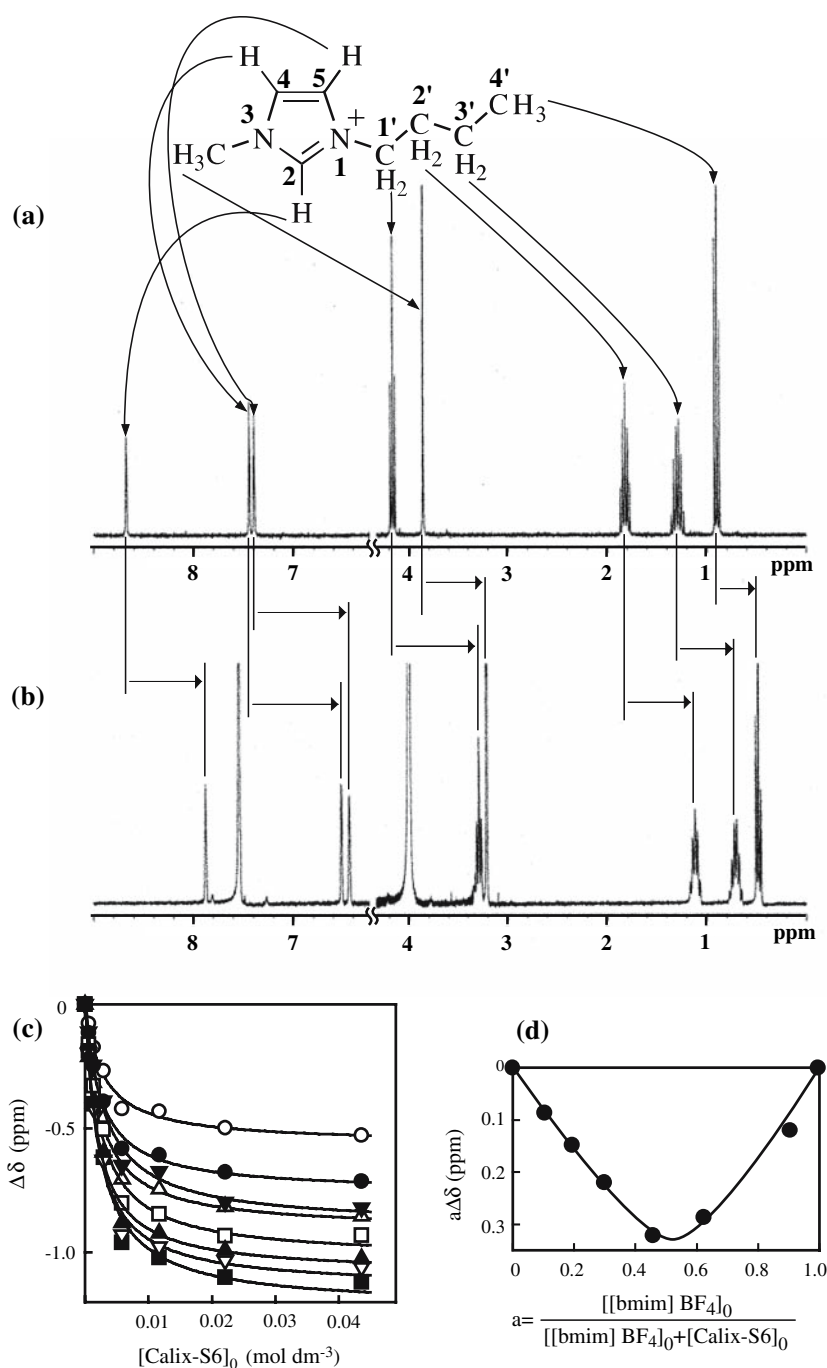 H
H
4
5
4'
2'
3
3'
CH3
1'
C
+
N
N
C
C
H2
H3C
1
C
H2
2
H2
H
(a)
8
7
4
3
2
1
ppm
(b)
8
7
4
3
2
1
ppm
(c)
0
-0.5
-1.0
Δδ (ppm)
0.01
0.02
0.03
0.04
[Calix-S6]0 (mol dm-3)
(d)
0
0.1
0.2
0.3
aΔδ (ppm)
0
0.2
0.4
0.6
0.8
1.0
a= [[bmim] BF4]0
[[bmim] BF4]0+[Calix-S6]0